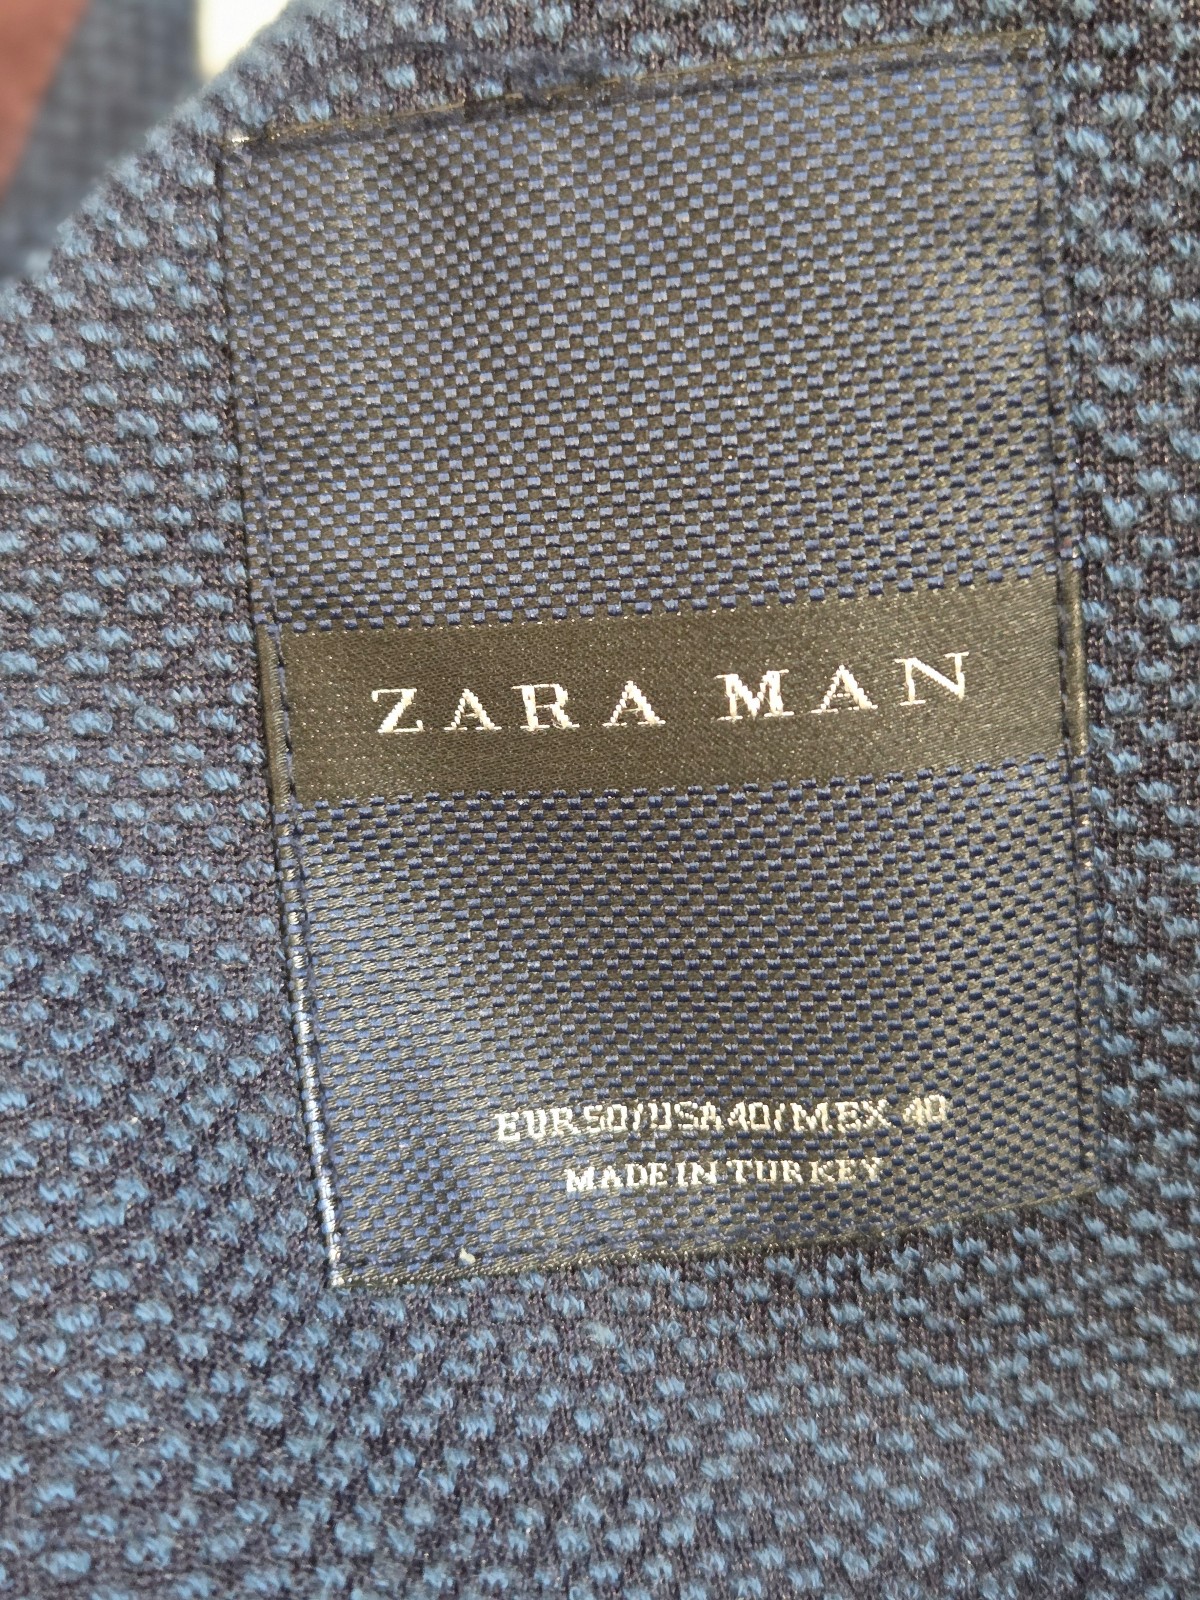 ZARA MAN
EUR 50/USA 40/MEX 40
MADE IN TURKEY